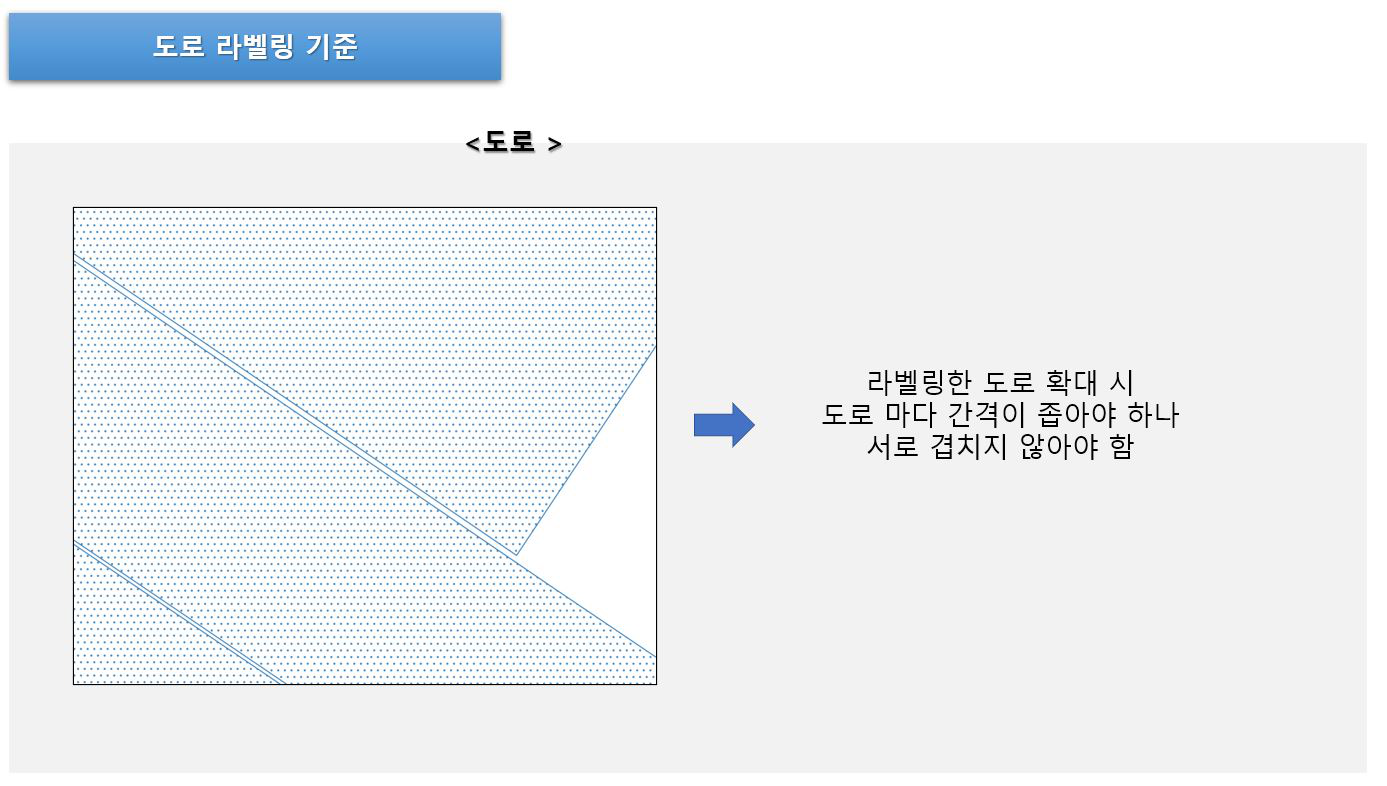 도로 라벨링 기준
<도로 >
라벨링한 도로 확대 시
도로 마다 간격이 좁아야 하나
서로 겹치지 않아야 함